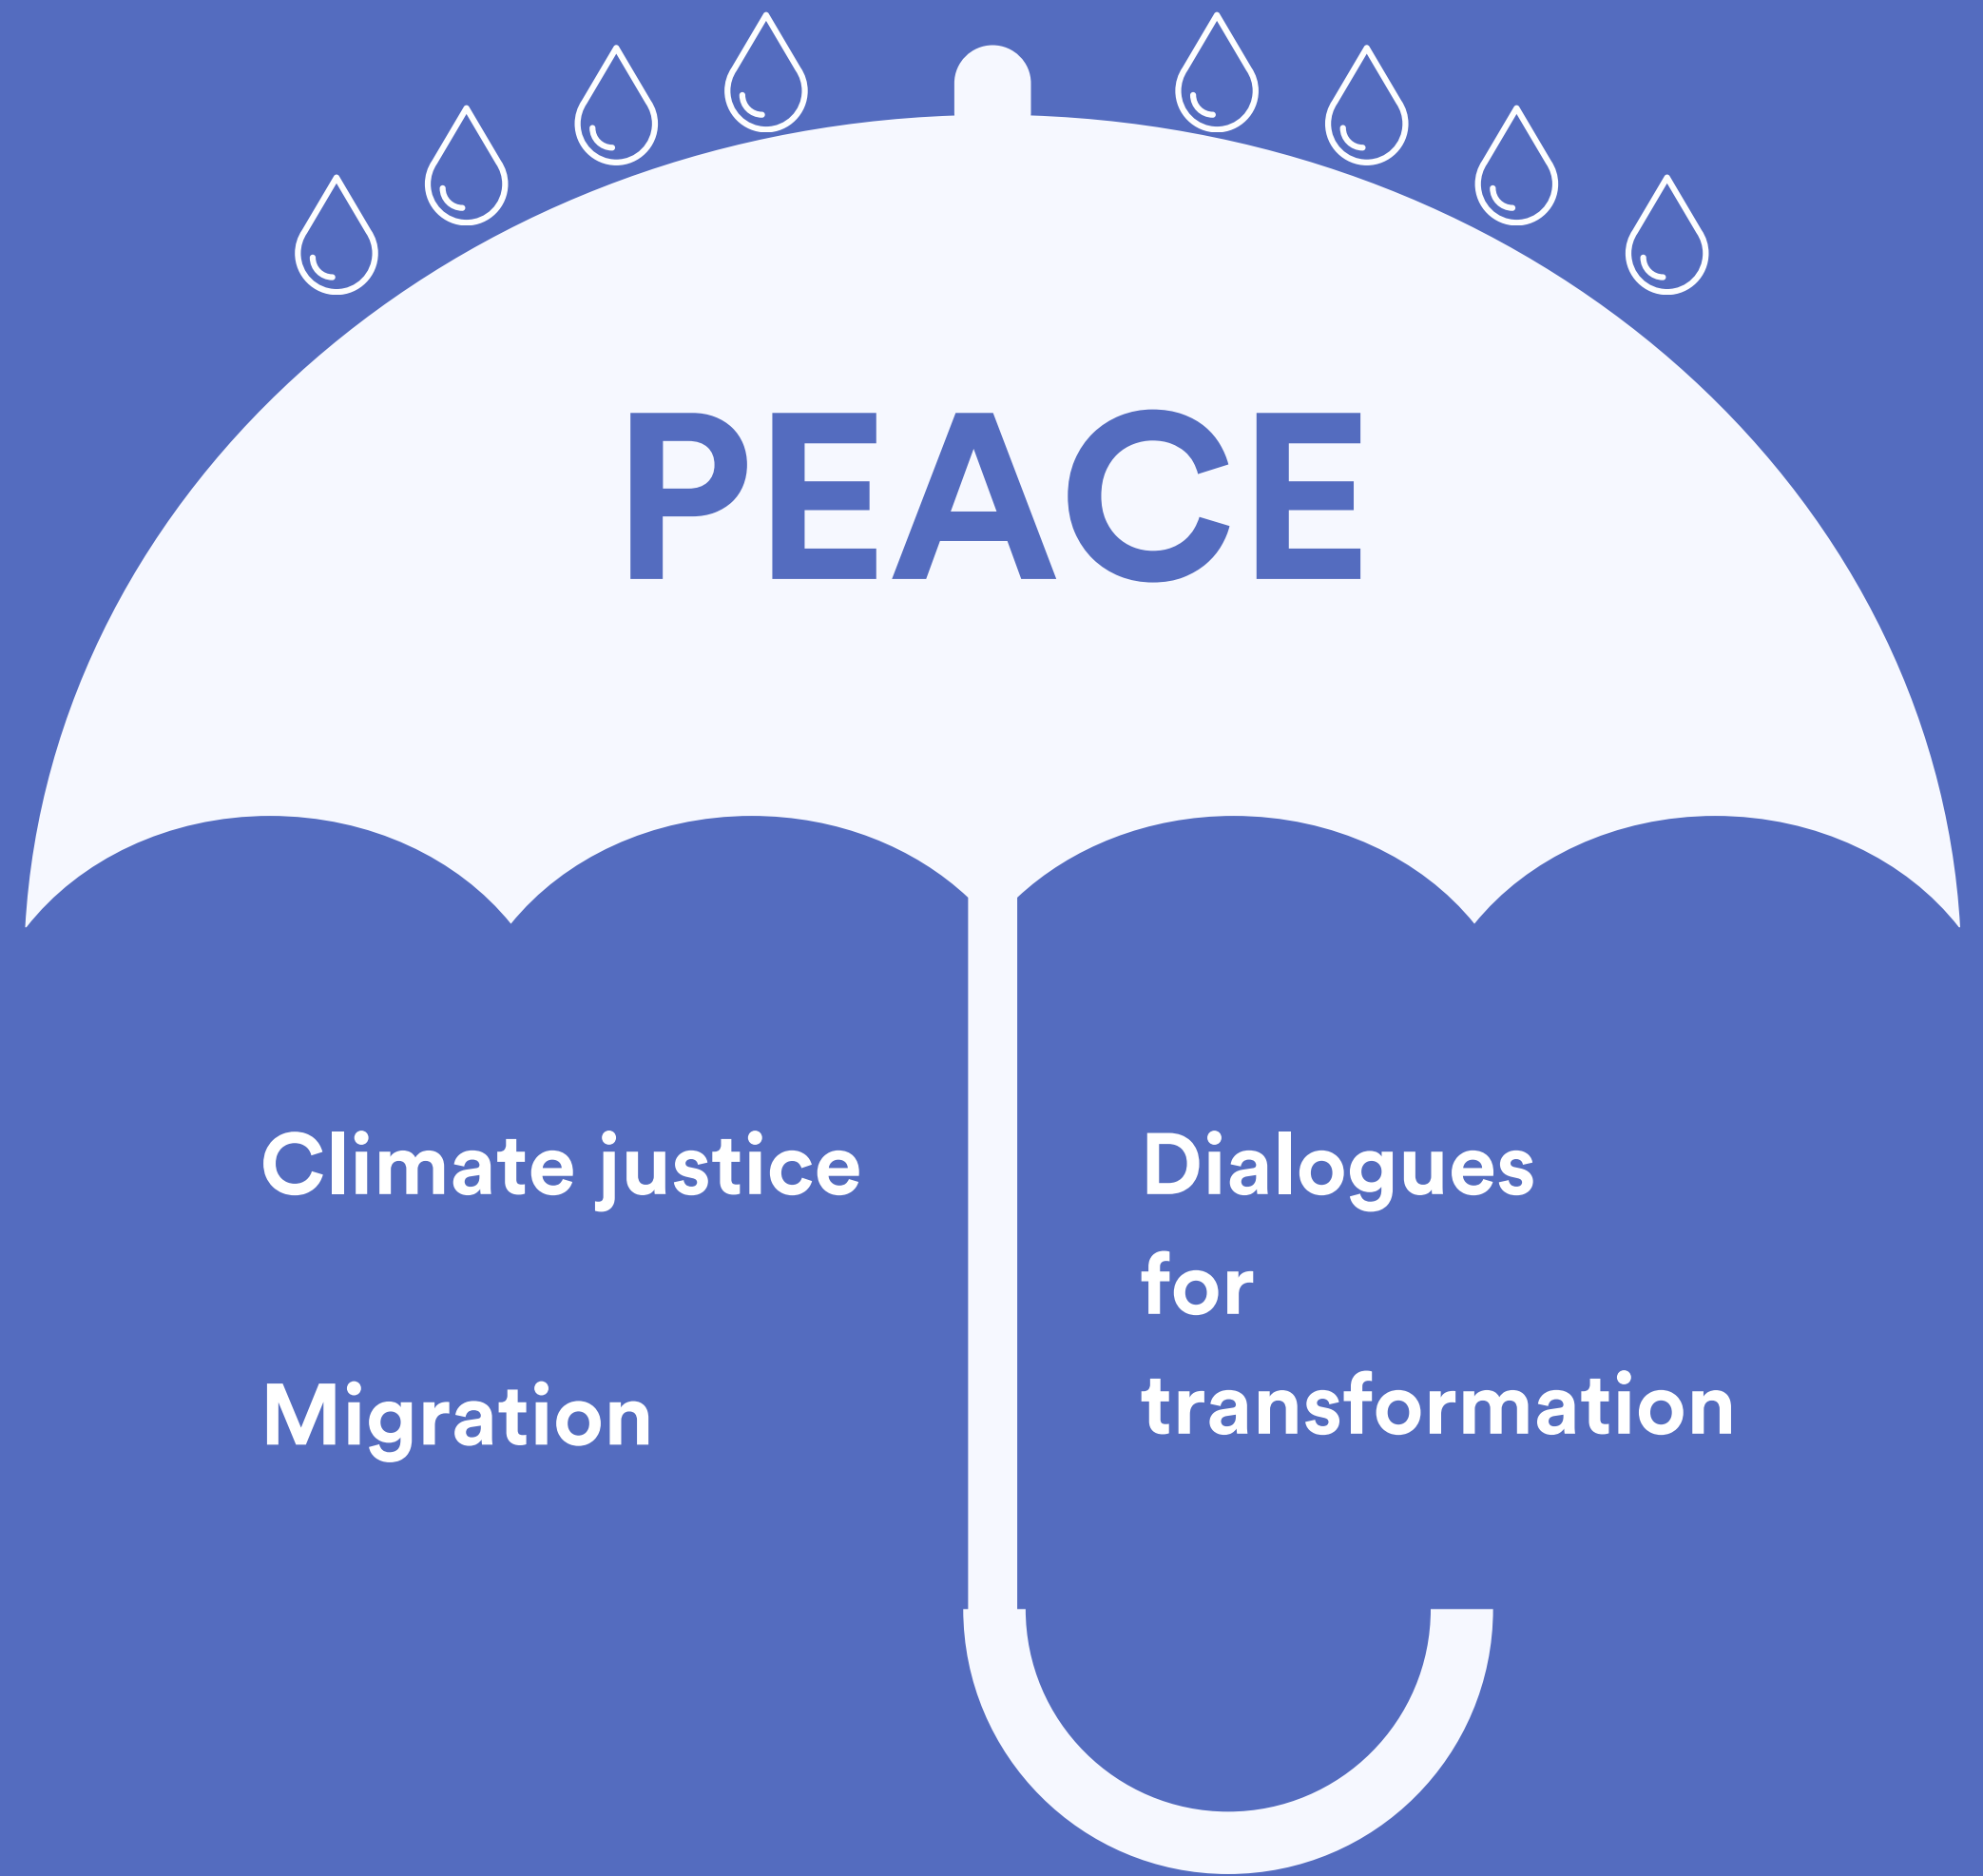 PEACE
Climate justice
Migration
Dialogues
for
transformation